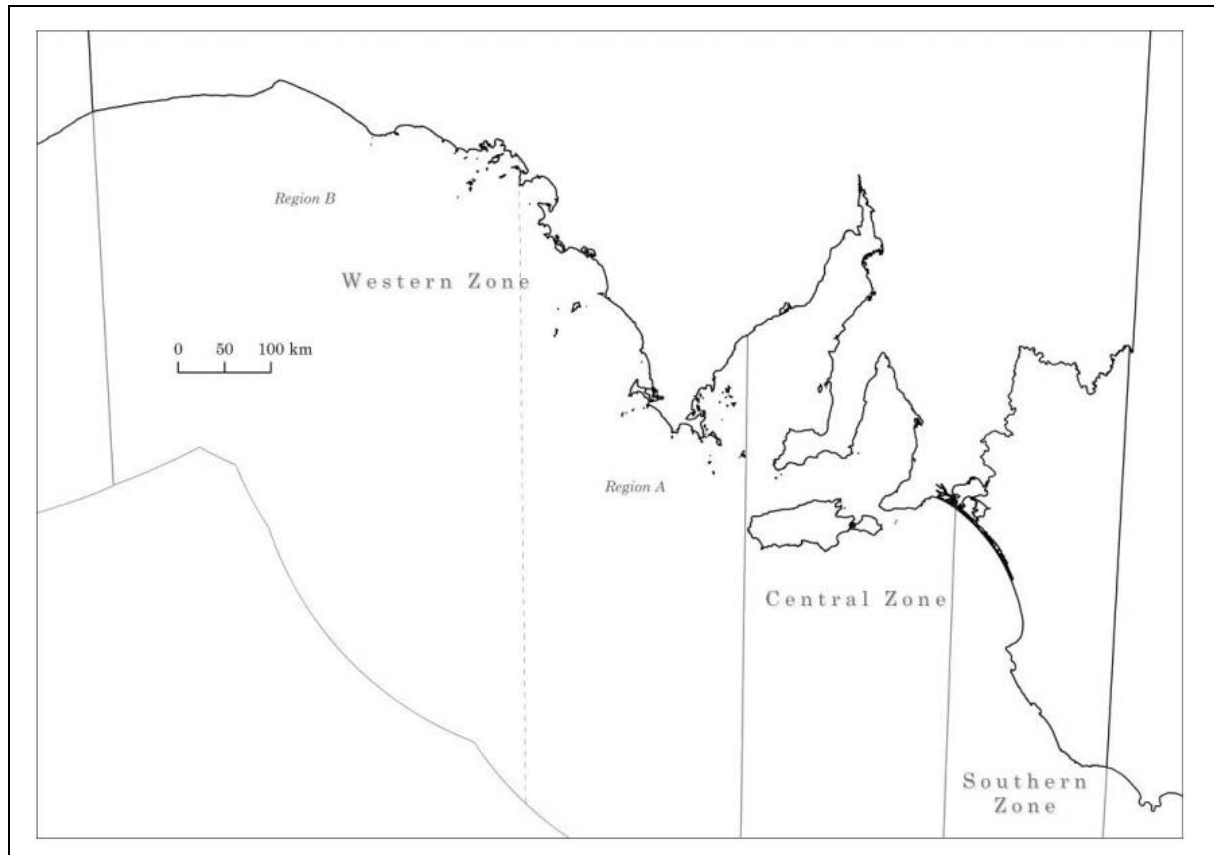 Region B
Western Zone
0 50 100 km
Region A
Central Zone
Southern
Zone